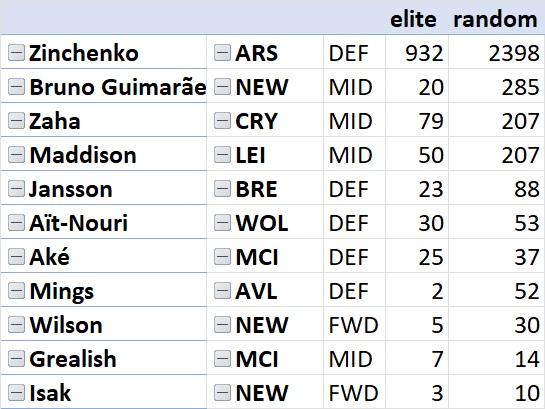 elite random
Zinchenko ARS DEF 932 2398
Bruno Guimarãe NEW MID 20 285
Zaha CRY MID 79 207
Maddison LEI MID 50 207
Jansson BRE DEF 23 88
Aït-Nouri WOL DEF 30 53
Aké MCI DEF 25 37
Mings AVL DEF 2 52
Wilson NEW FWD 5 30
Grealish MCI MID 7 14
Isak NEW FWD 3 10